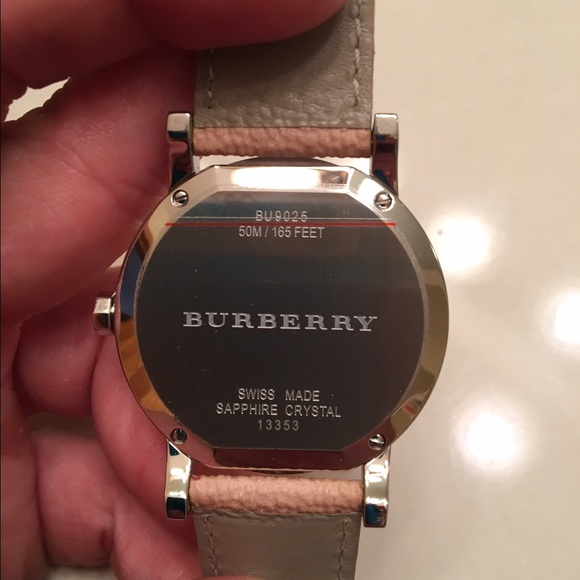 BU9025
50M / 165 FEET
BURBERRY
SWISS MADE
SAPPHIRE CRYSTAL
13353